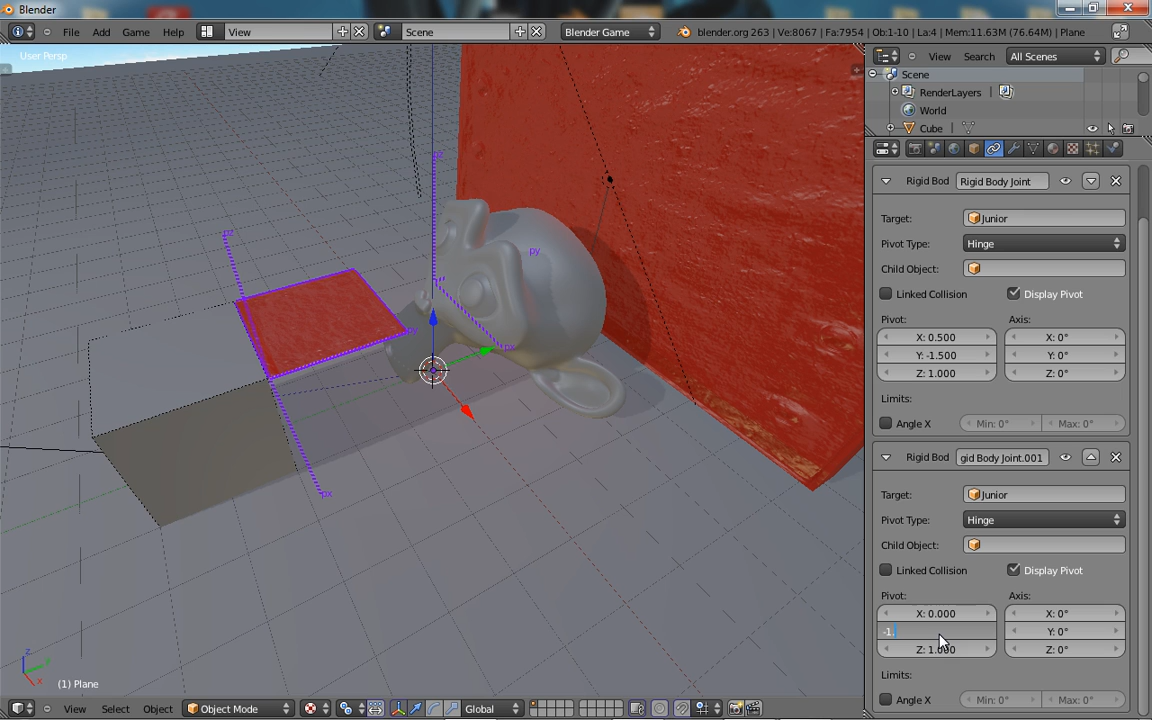 Blender
File Add Game Help View Scene Blender Game blender.org 263 | Ve:8067 | Fa:7954 | Ob:1-10 | La:4 | Mem:11.63M (76.64M) | Plane
User Persp
View Search All Scenes
Scene
RenderLayers
World
Cube
Rigid Bod Rigid Body Joint
Target: Junior
Pivot Type: Hinge
Child Object:
Linked Collision Display Pivot
Pivot: Axis:
X: 0.500 X: 0°
Y: -1.500 Y: 0°
Z: 1.000 Z: 0°
Limits:
Angle X Min: 0° Max: 0°
Rigid Bod gid Body Joint.001
Target: Junior
Pivot Type: Hinge
Child Object:
Linked Collision Display Pivot
Pivot: Axis:
X: 0.000 X: 0°
-1. Y: 0°
Z: 1.000 Z: 0°
Limits:
Angle X Min: 0° Max: 0°
pz
pz
py
py
px
px
z
y
x
(1) Plane
View Select Object Object Mode Global